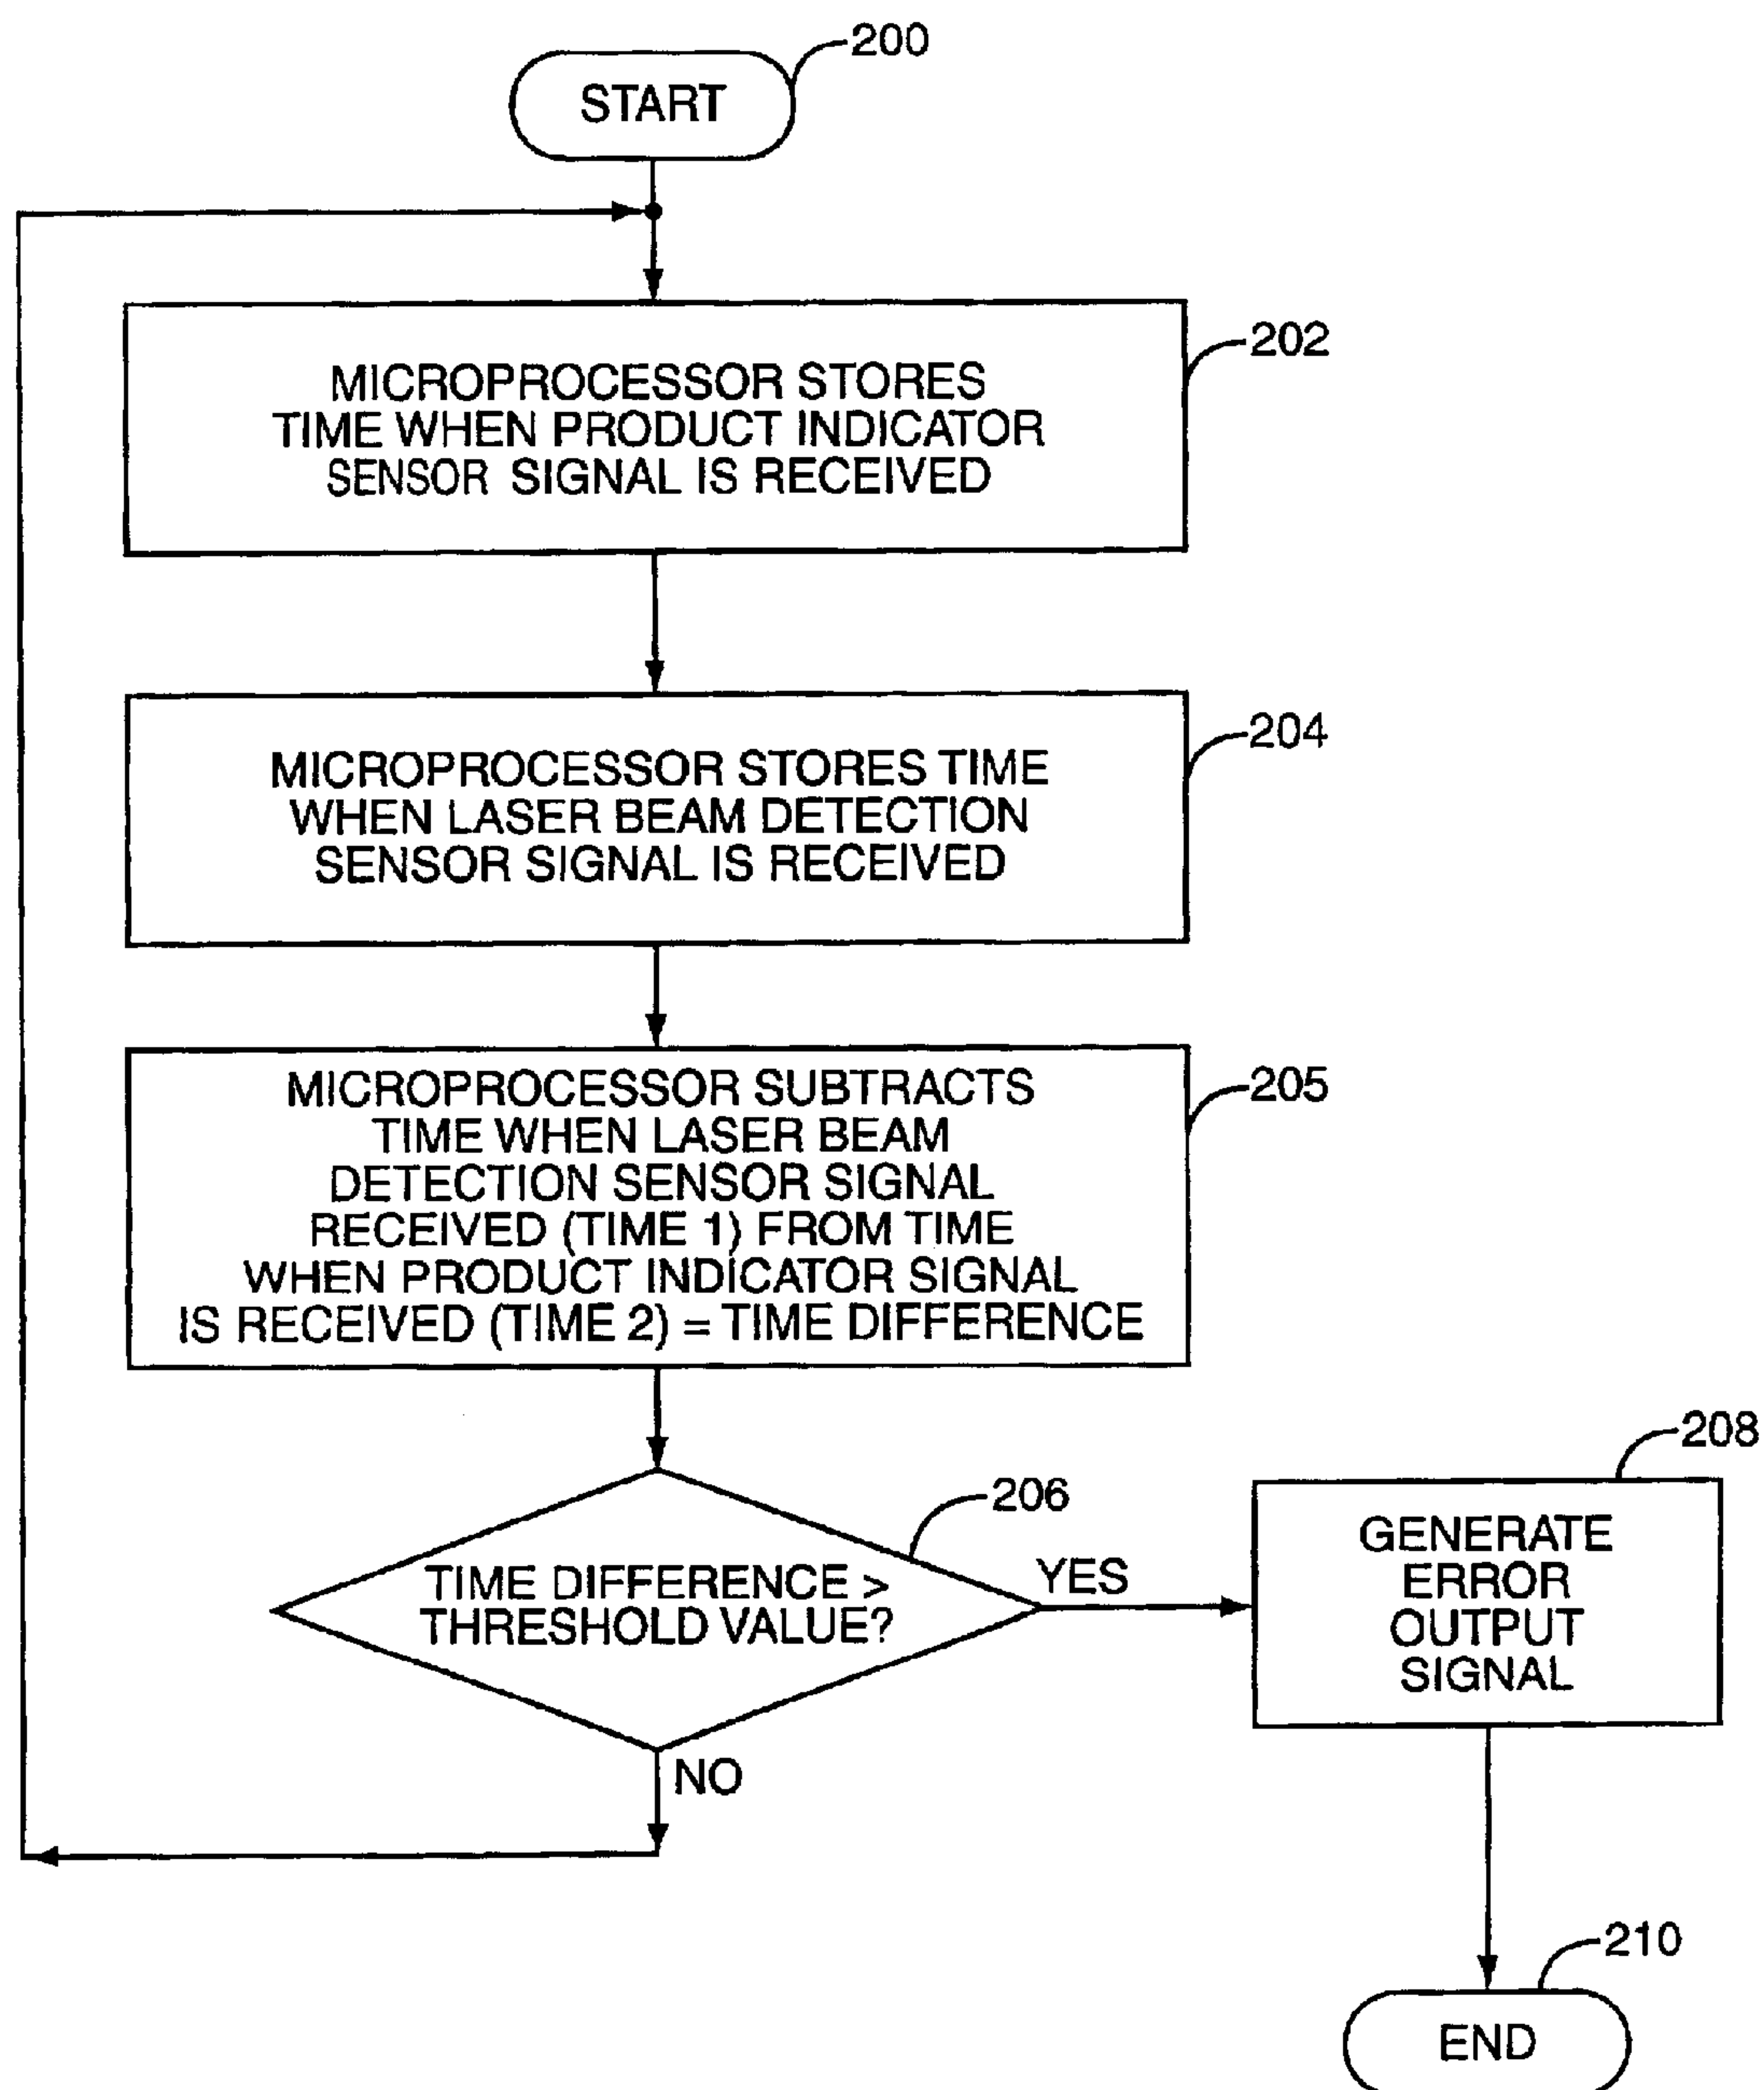 200
START
202
MICROPROCESSOR STORES
TIME WHEN PRODUCT INDICATOR
SENSOR SIGNAL IS RECEIVED
204
MICROPROCESSOR STORES TIME
WHEN LASER BEAM DETECTION
SENSOR SIGNAL IS RECEIVED
205
MICROPROCESSOR SUBTRACTS
TIME WHEN LASER BEAM
DETECTION SENSOR SIGNAL
RECEIVED (TIME 1) FROM TIME
WHEN PRODUCT INDICATOR SIGNAL
IS RECEIVED (TIME 2) = TIME DIFFERENCE
206
TIME DIFFERENCE >
THRESHOLD VALUE?
YES
NO
208
GENERATE
ERROR
OUTPUT
SIGNAL
210
END